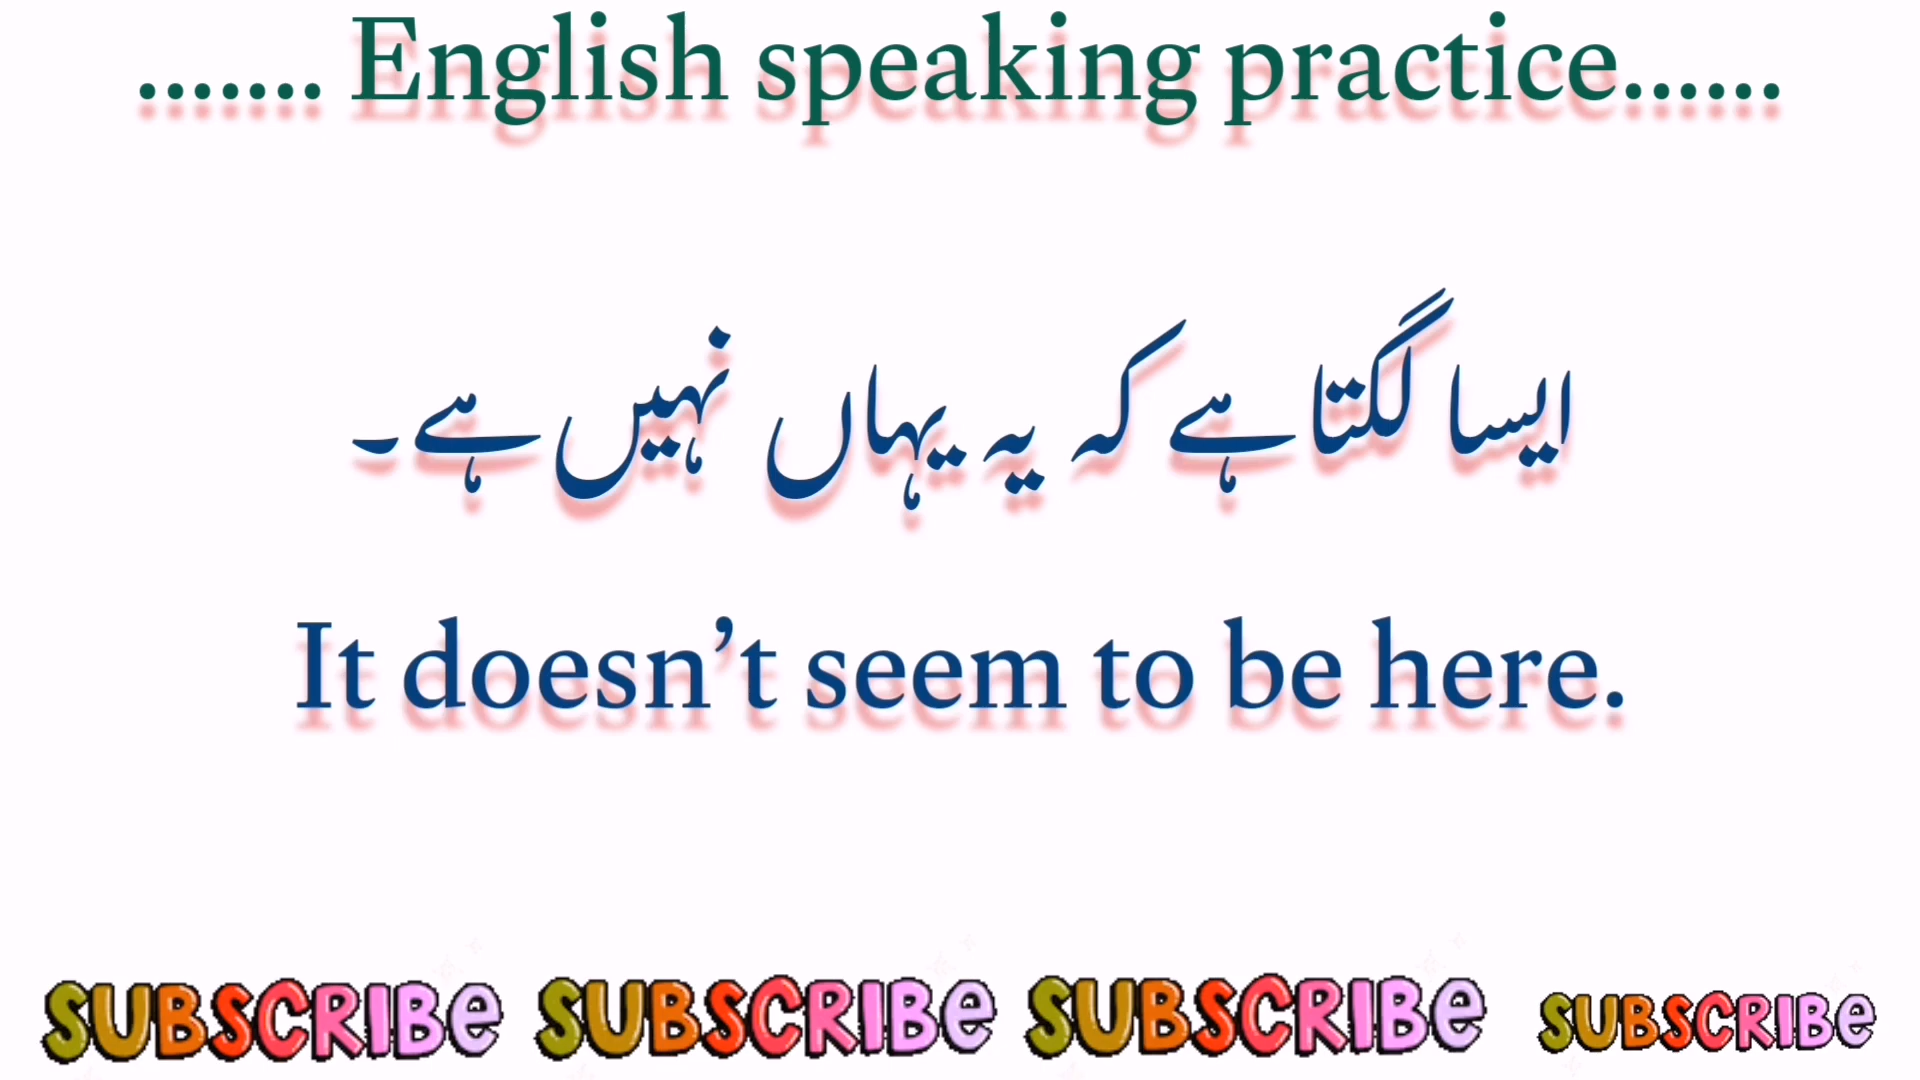 ....... English speaking practice......
ایسا لگتا ہے کہ یہ یہاں نہیں ہے ۔
It doesn’t seem to be here.
SUBSCRIBE SUBSCRIBE SUBSCRIBE SUBSCRIBE